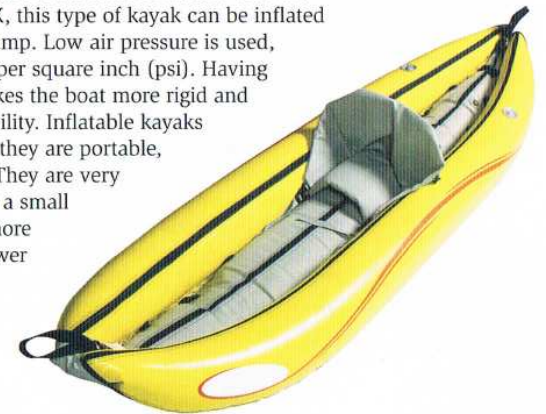 X, this type of kayak can be inflated
mp. Low air pressure is used,
per square inch (psi). Having
kes the boat more rigid and
ility. Inflatable kayaks
they are portable,
They are very
a small
nore
wer